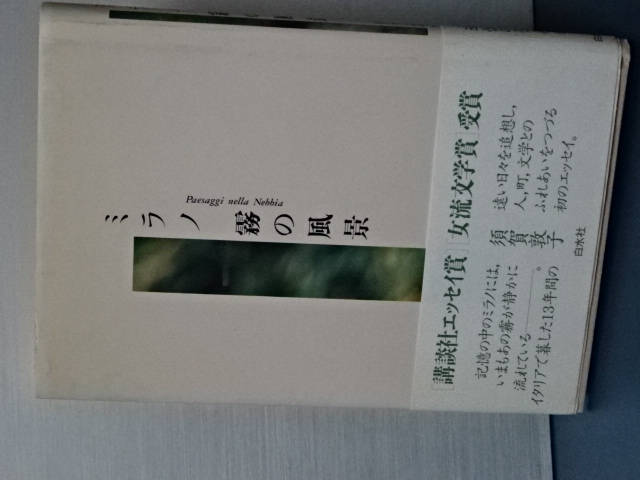 ミラノ 霧の風景
Paesaggi nella Nebbia
[講談社エッセイ賞][女流文学賞]受賞
記憶の中のミラノには、
いまもあの霧が静かに
流れている――。
イタリアで暮した13年間の
遠い日々を追想し、
人、町、文学との
ふれあいをつづる
初のエッセイ。
須賀敦子
白水社